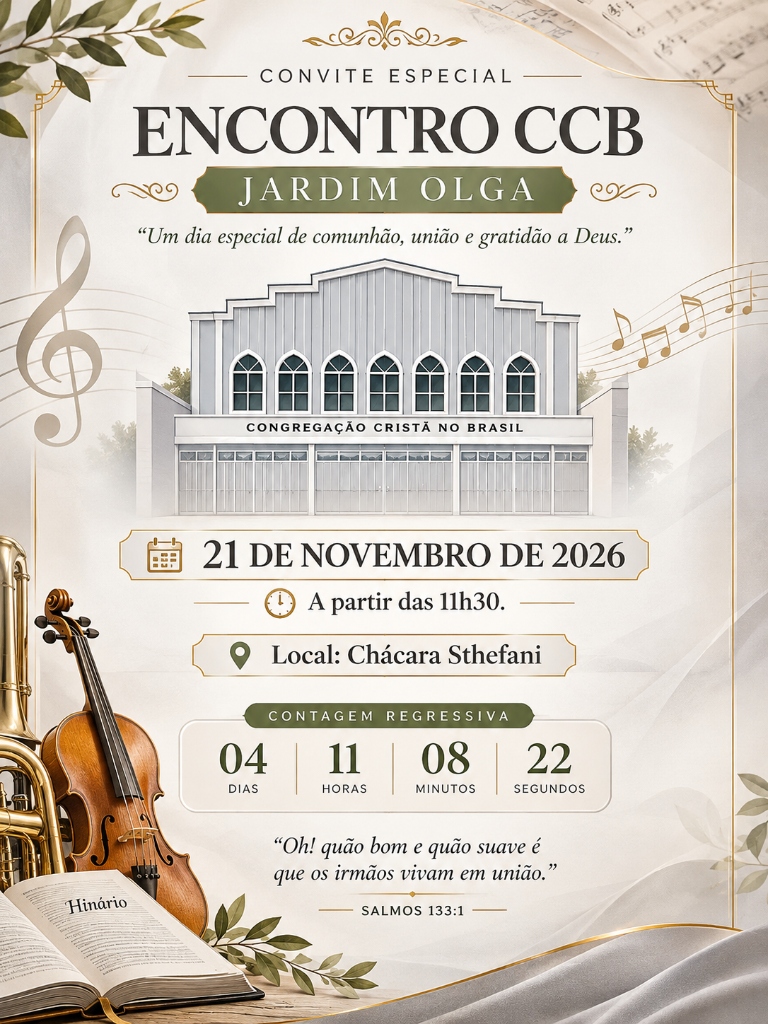 CONVITE ESPECIAL
ENCONTRO CCB
JARDIM OLGA
“Um dia especial de comunhão, união e gratidão a Deus.”
CONGREGAÇÃO CRISTÃ NO BRASIL
21 DE NOVEMBRO DE 2026
A partir das 11h30.
Local: Chácara Sthefani
CONTAGEM REGRESSIVA
04 11 08 22
DIAS HORAS MINUTOS SEGUNDOS
“Oh! quão bom e quão suave é
que os irmãos vivam em união.”
SALMOS 133:1
Hinário